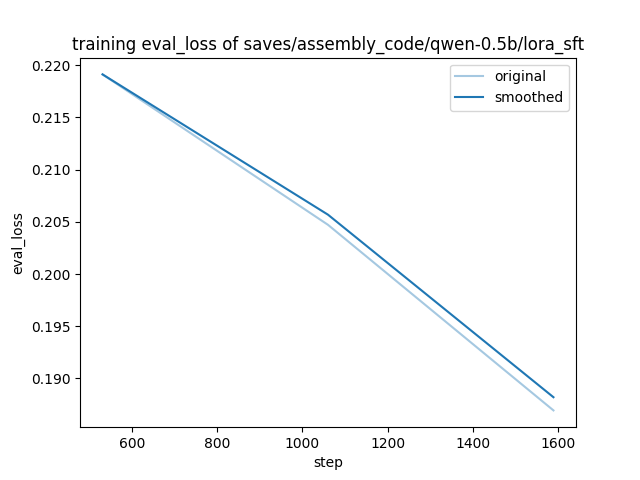 training eval_loss of saves/assembly_code/qwen-0.5b/lora_sft
original
smoothed
eval_loss
0.220
0.215
0.210
0.205
0.200
0.195
0.190
600 800 1000 1200 1400 1600
step